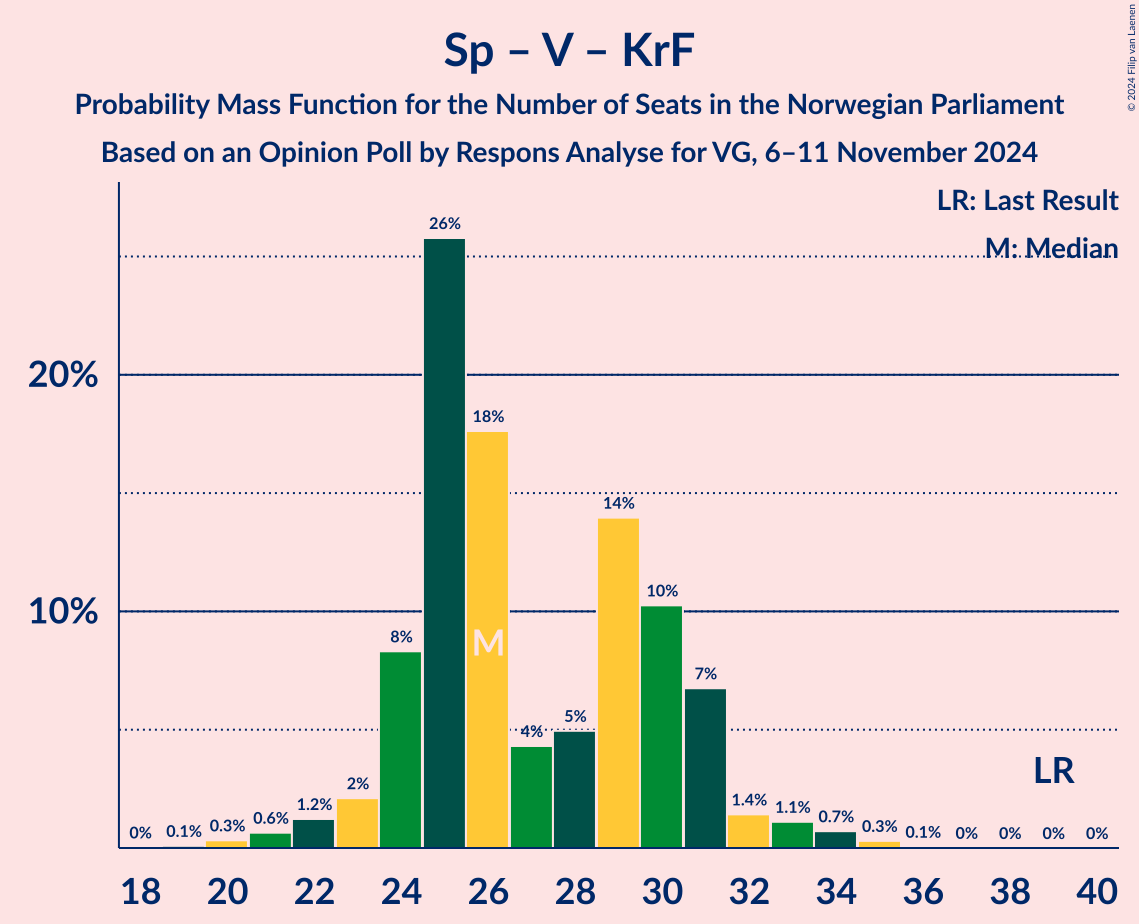 Sp – V – KrF
Probability Mass Function for the Number of Seats in the Norwegian Parliament
Based on an Opinion Poll by Respons Analyse for VG, 6–11 November 2024
© 2024 Filip van Laenen
LR: Last Result
M: Median
26%
20%
18%
14%
10%
10%
M
8%
7%
4%
5%
LR
0%
0.1%
0.3%
0.6%
1.2%
2%
1.4%
1.1%
0.7%
0.3%
0.1%
0%
0%
0%
0%
18 20 22 24 26 28 30 32 34 36 38 40